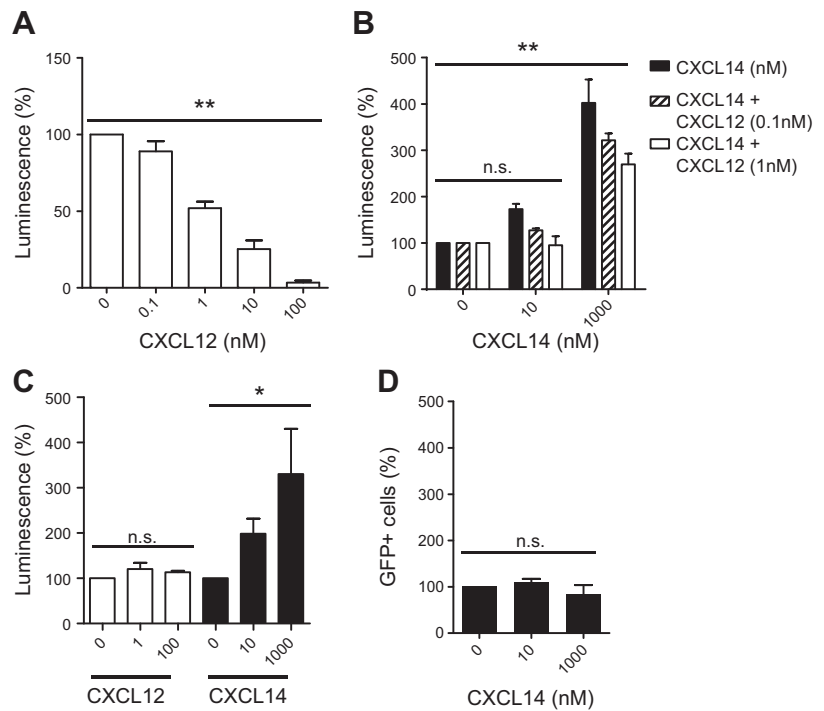 A
Luminescence (%)
150
100
50
0
**
0
0.1
1
10
100
CXCL12 (nM)
B
Luminescence (%)
500
400
300
200
100
0
**
n.s.
0
10
1000
CXCL14 (nM)
CXCL14 (nM)
CXCL14 +
CXCL12 (0.1nM)
CXCL14 +
CXCL12 (1nM)
C
Luminescence (%)
500
400
300
200
100
0
n.s.
*
0
1
100
0
10
1000
CXCL12
CXCL14
D
GFP+ cells (%)
500
400
300
200
100
0
n.s.
0
10
1000
CXCL14 (nM)